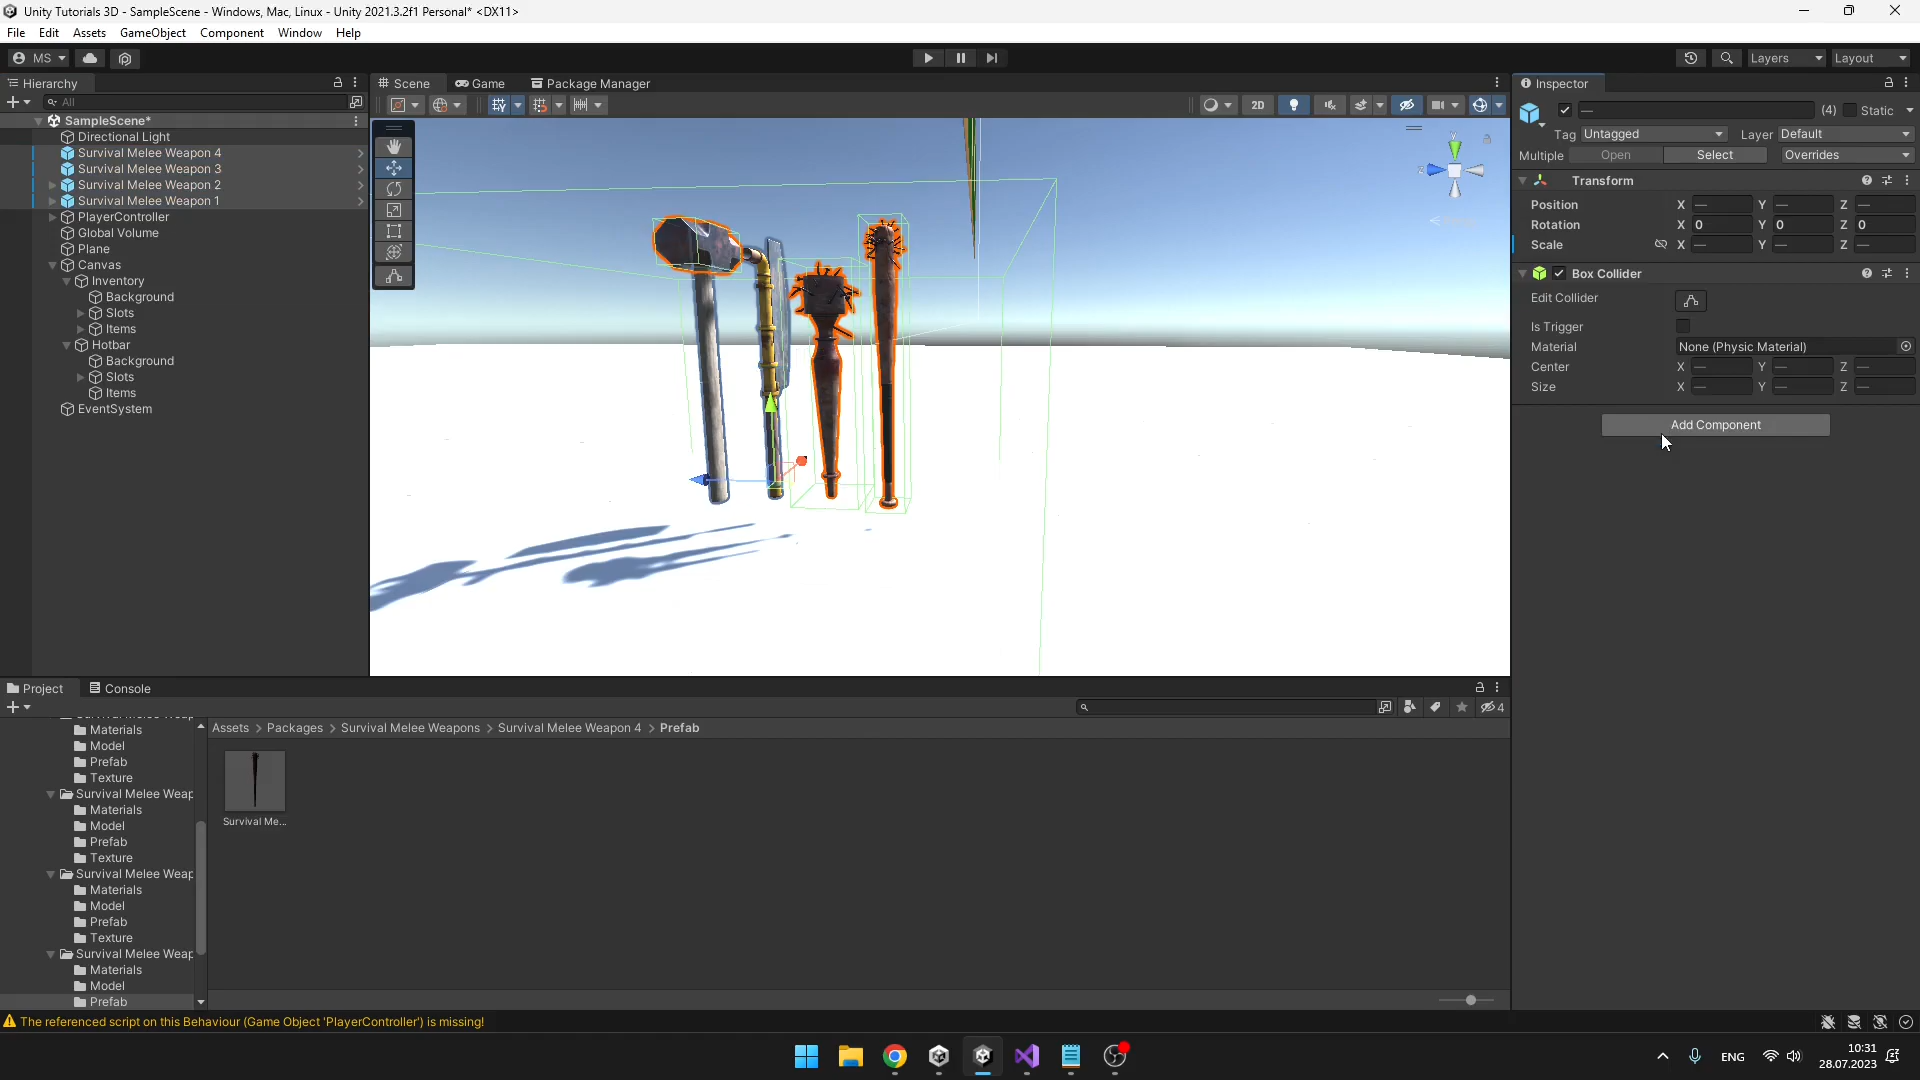 Unity Tutorials 3D - SampleScene - Windows, Mac, Linux - Unity 2021.3.2f1 Personal* <DX11>
File Edit Assets GameObject Component Window Help
MS
Layers
Layout
Hierarchy
All
SampleScene*
Directional Light
Survival Melee Weapon 4
Survival Melee Weapon 3
Survival Melee Weapon 2
Survival Melee Weapon 1
PlayerController
Global Volume
Plane
Canvas
Inventory
Background
Slots
Items
Hotbar
Background
Slots
Items
EventSystem
Scene Game Package Manager
2D
y
Inspector
— (4) Static
Tag Untagged Layer Default
Multiple Open Select Overrides
Transform
Position X — Y — Z —
Rotation X 0 Y 0 Z 0
Scale X — Y — Z —
Box Collider
Edit Collider
Is Trigger
Material None (Physic Material)
Center X — Y — Z —
Size X — Y — Z —
Add Component
Project Console
4
Materials
Model
Prefab
Texture
Survival Melee Weap
Materials
Model
Prefab
Texture
Survival Melee Weap
Materials
Model
Prefab
Texture
Survival Melee Weap
Materials
Model
Prefab
Assets > Packages > Survival Melee Weapons > Survival Melee Weapon 4 > Prefab
Survival Me...
The referenced script on this Behaviour (Game Object 'PlayerController') is missing!
ENG
10:31
28.07.2023